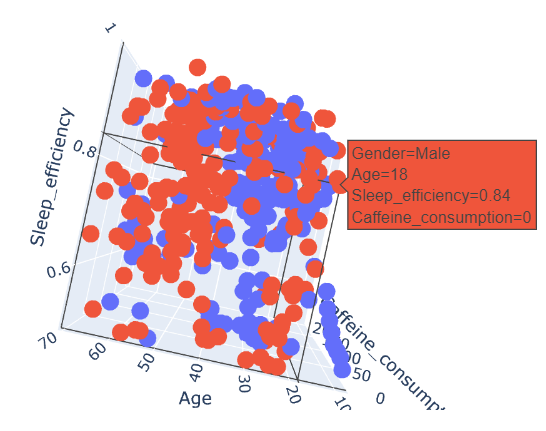 1
0.8
0.6
Sleep_efficiency
70
60
50
40
30
20
10
Age
Gender=Male
Age=18
Sleep_efficiency=0.84
Caffeine_consumption=0
50
0